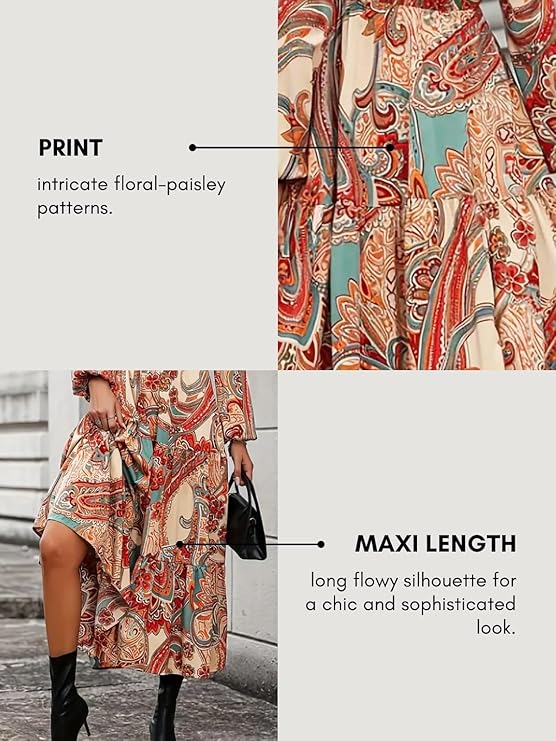 PRINT
intricate floral-paisley
patterns.
MAXI LENGTH
long flowy silhouette for
a chic and sophisticated
look.